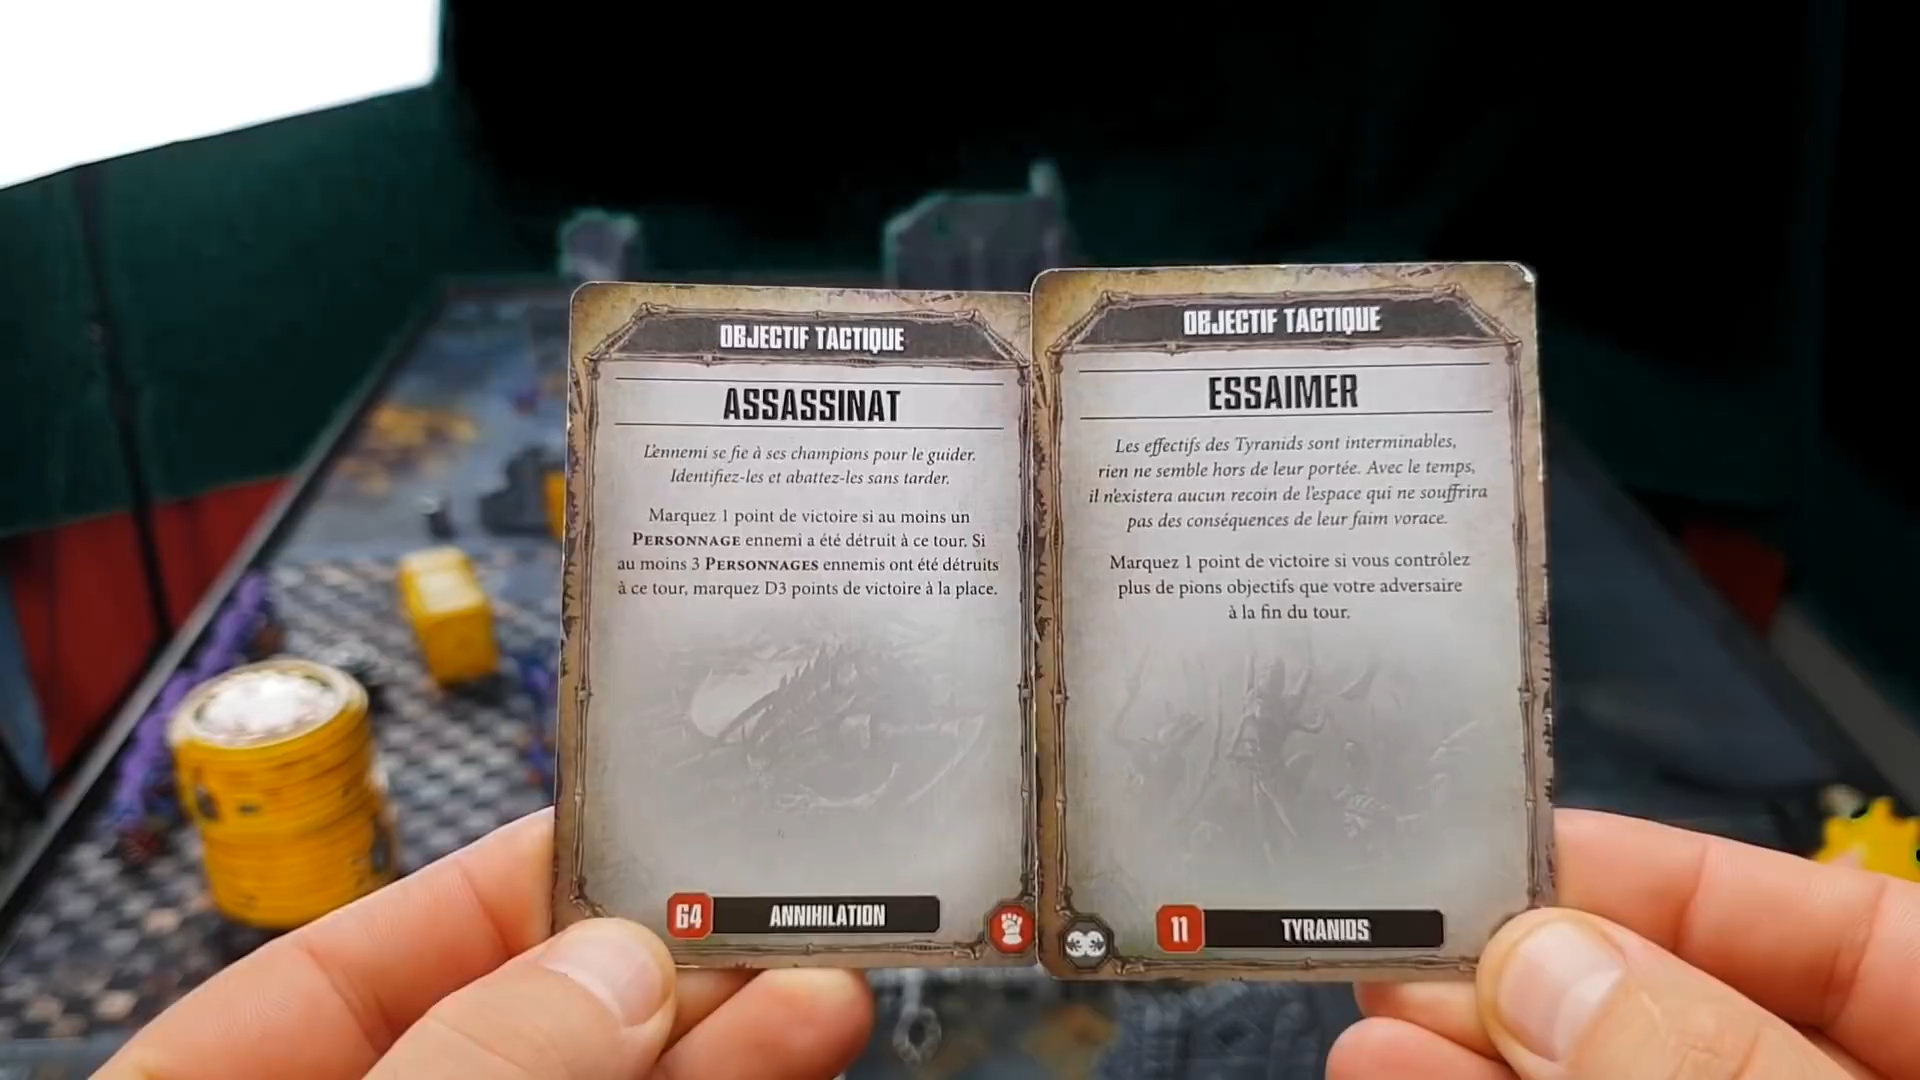 OBJECTIF TACTIQUE
ASSASSINAT
L'ennemi se fie à ses champions pour le guider.
Identifiez-les et abattez-les sans tarder.
Marquez 1 point de victoire si au moins un
PERSONNAGE ennemi a été détruit à ce tour. Si
au moins 3 PERSONNAGES ennemis ont été détruits
à ce tour, marquez D3 points de victoire à la place.
64
ANNIHILATION
OBJECTIF TACTIQUE
ESSAIMER
Les effectifs des Tyranids sont interminables,
rien ne semble hors de leur portée. Avec le temps,
il n'existera aucun recoin de l'espace qui ne souffrira
pas des conséquences de leur faim vorace.
Marquez 1 point de victoire si vous contrôlez
plus de pions objectifs que votre adversaire
à la fin du tour.
11
TYRANIDS